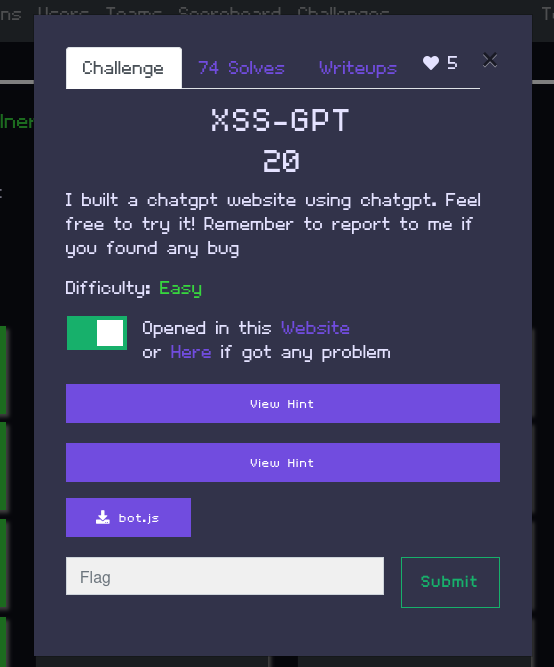 ns Users Teams Scoreboard Challenges
Challenge 74 Solves Writeups 5 ×
lner
XSS-GPT
20
I built a chatgpt website using chatgpt. Feel
free to try it! Remember to report to me if
you found any bug
Difficulty: Easy
Opened in this Website
or Here if got any problem
View Hint
View Hint
bot.js
Flag
Submit